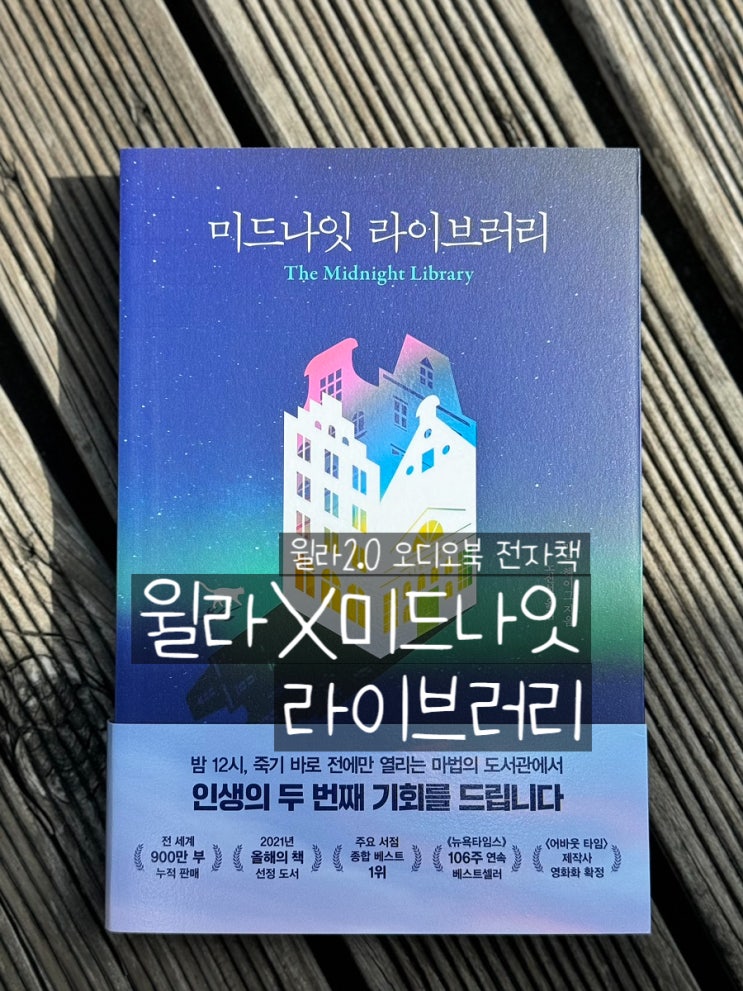 미드나잇 라이브러리
The Midnight Library
윌라2.0 오디오북 전자책
윌라X미드나잇
라이브러리
밤 12시, 죽기 바로 전에만 열리는 마법의 도서관에서
인생의 두 번째 기회를 드립니다
전 세계
900만 부
누적 판매
2021년
올해의 책
선정 도서
주요 서점
종합 베스트
1위
《뉴욕타임스》
106주 연속
베스트셀러
〈어바웃 타임〉
제작사
영화화 확정